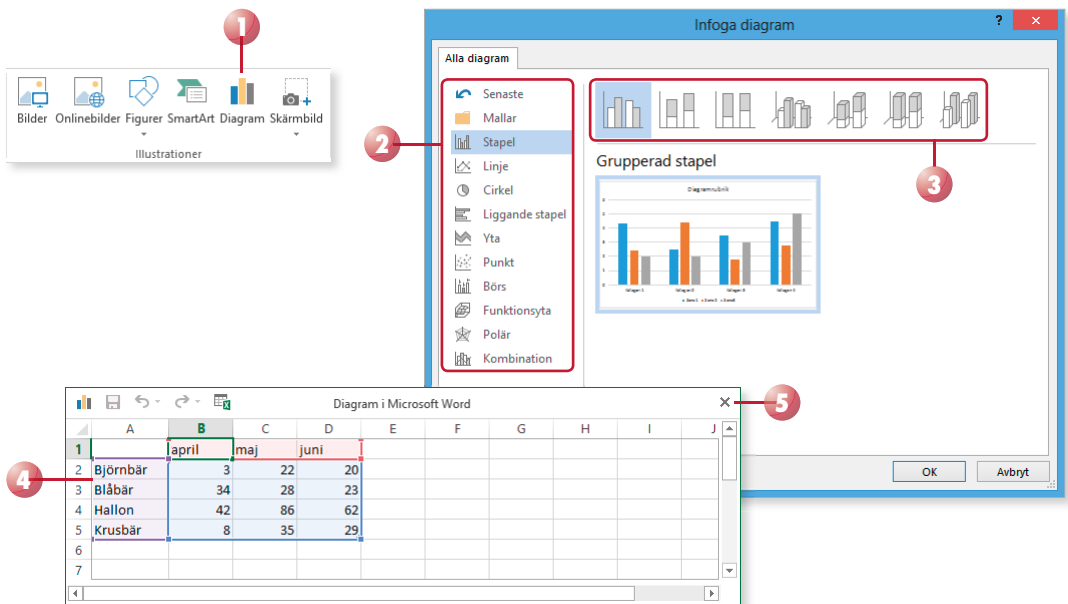 1
Bilder Onlinebilder Figurer SmartArt Diagram Skärmbild
Illustrationer
Infoga diagram
?
Alla diagram
2
Senaste
Mallar
Stapel
Linje
Cirkel
Liggande stapel
Yta
Punkt
Börs
Funktionsyta
Polär
Kombination
3
Grupperad stapel
Diagramrubrik
OK Avbryt
5
Diagram i Microsoft Word
A B C D E F G H I J
1 april maj juni
4
2 Björnbär 3 22 20
3 Blåbär 34 28 23
4 Hallon 42 86 62
5 Krusbär 8 35 29
6
7